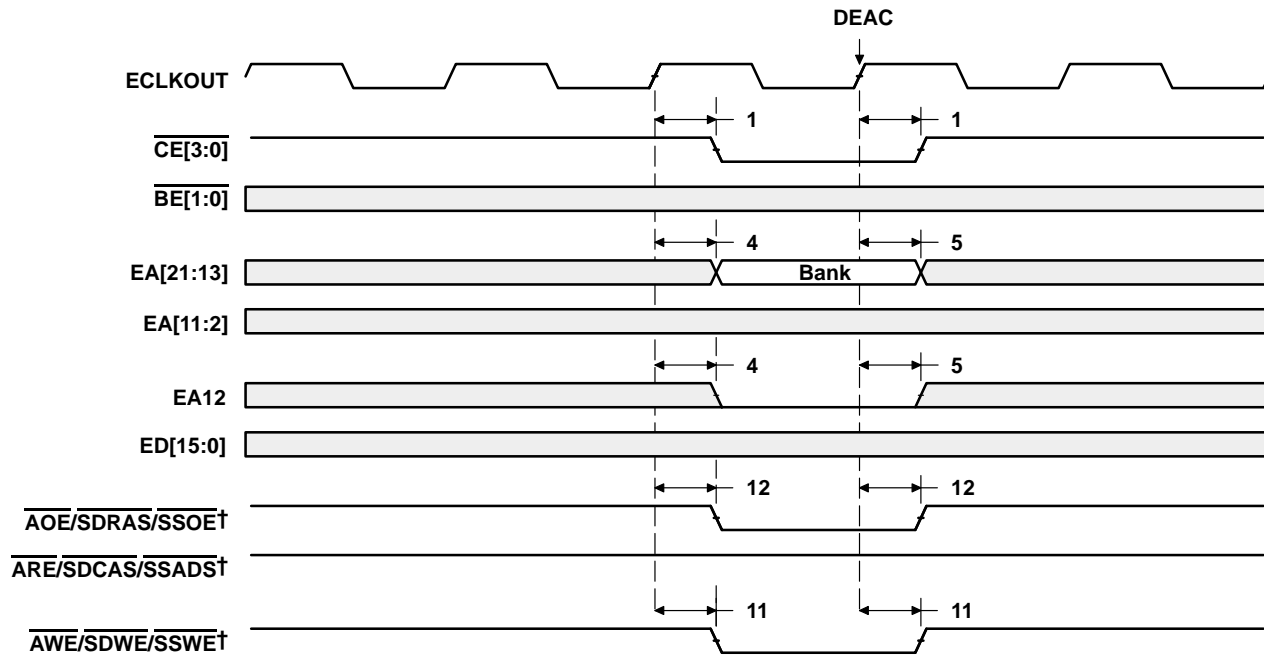 DEAC
ECLKOUT
1 1
CE[3:0]
BE[1:0]
4 5
EA[21:13] Bank
EA[11:2]
4 5
EA12
ED[15:0]
12 12
AOE/SDRAS/SSOE†
ARE/SDCAS/SSADS†
11 11
AWE/SDWE/SSWE†